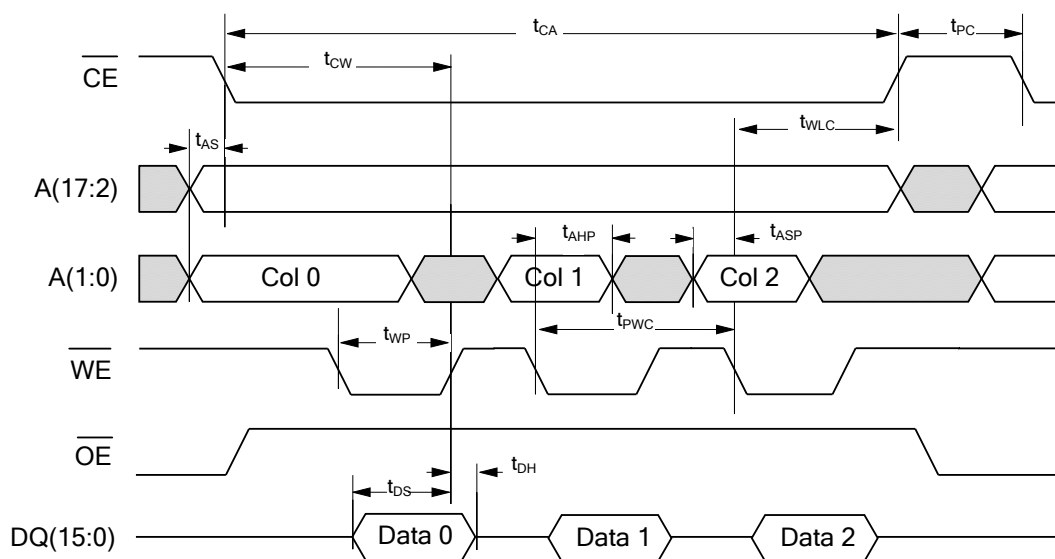 tCA
tPC
tCW
CE
tWLC
tAS
A(17:2)
tAHP
tASP
A(1:0)
Col 0
Col 1
Col 2
tPWC
tWP
WE
OE
tDH
tDS
DQ(15:0)
Data 0
Data 1
Data 2